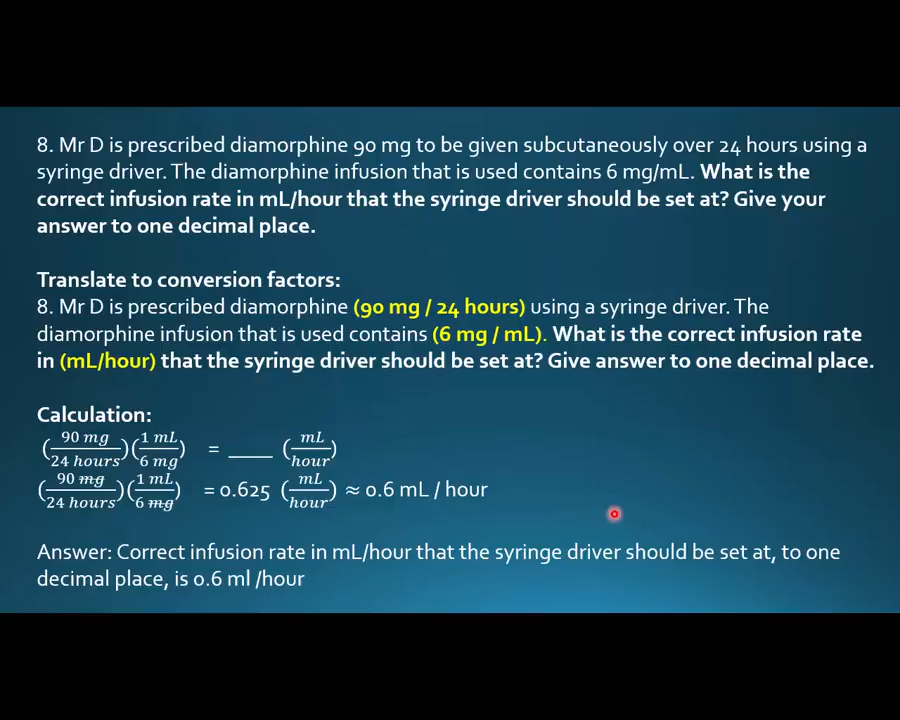 8. Mr D is prescribed diamorphine 90 mg to be given subcutaneously over 24 hours using a
syringe driver. The diamorphine infusion that is used contains 6 mg/mL. What is the
correct infusion rate in mL/hour that the syringe driver should be set at? Give your
answer to one decimal place.
Translate to conversion factors:
8. Mr D is prescribed diamorphine (90 mg / 24 hours) using a syringe driver. The
diamorphine infusion that is used contains (6 mg / mL). What is the correct infusion rate
in (mL/hour) that the syringe driver should be set at? Give answer to one decimal place.
Calculation:
(90 mg / 24 hours)(1 mL / 6 mg) = ____ (mL / hour)
(90 mg / 24 hours)(1 mL / 6 mg) = 0.625 (mL / hour) ≈ 0.6 mL / hour
Answer: Correct infusion rate in mL/hour that the syringe driver should be set at, to one
decimal place, is 0.6 ml /hour